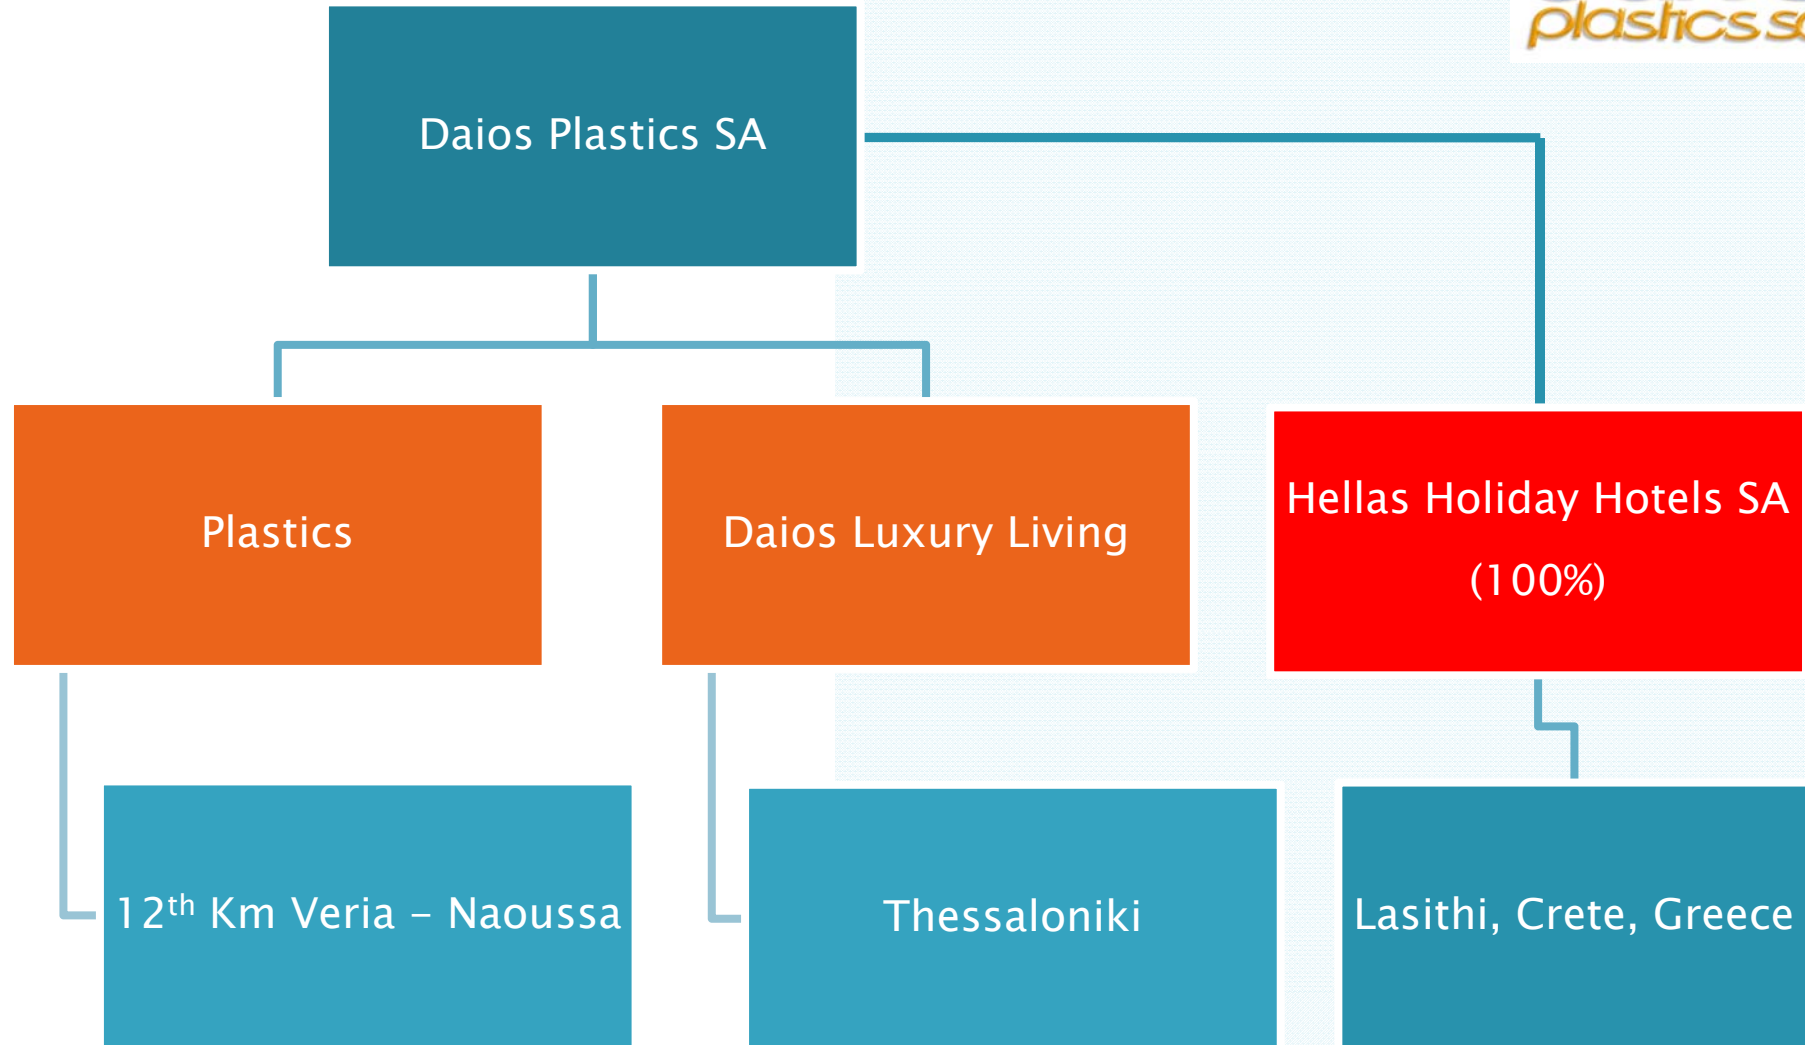 plastics
Daios Plastics SA
Plastics
Daios Luxury Living
Hellas Holiday Hotels SA
(100%)
12th Km Veria – Naoussa
Thessaloniki
Lasithi, Crete, Greece